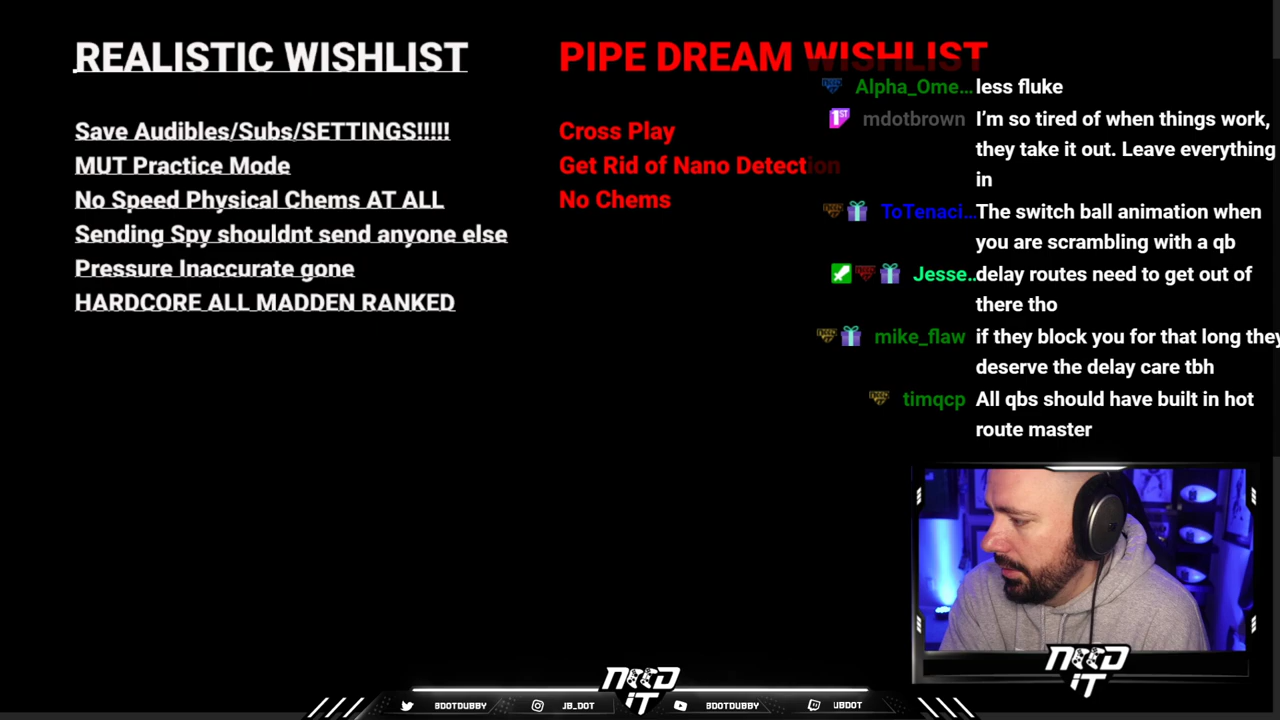 REALISTIC WISHLIST
Save Audibles/Subs/SETTINGS!!!!!
MUT Practice Mode
No Speed Physical Chems AT ALL
Sending Spy shouldnt send anyone else
Pressure Inaccurate gone
HARDCORE ALL MADDEN RANKED
PIPE DREAM WISHLIST
Cross Play
Get Rid of Nano Detection
No Chems
Alpha_Ome… less fluke
1ST mdotbrown I'm so tired of when things work,
they take it out. Leave everything
in
ToTenaci… The switch ball animation when
you are scrambling with a qb
Jesse… delay routes need to get out of
there tho
mike_flaw if they block you for that long they
deserve the delay care tbh
timqcp All qbs should have built in hot
route master
NEED
IT
NEED
IT
JB_DOT